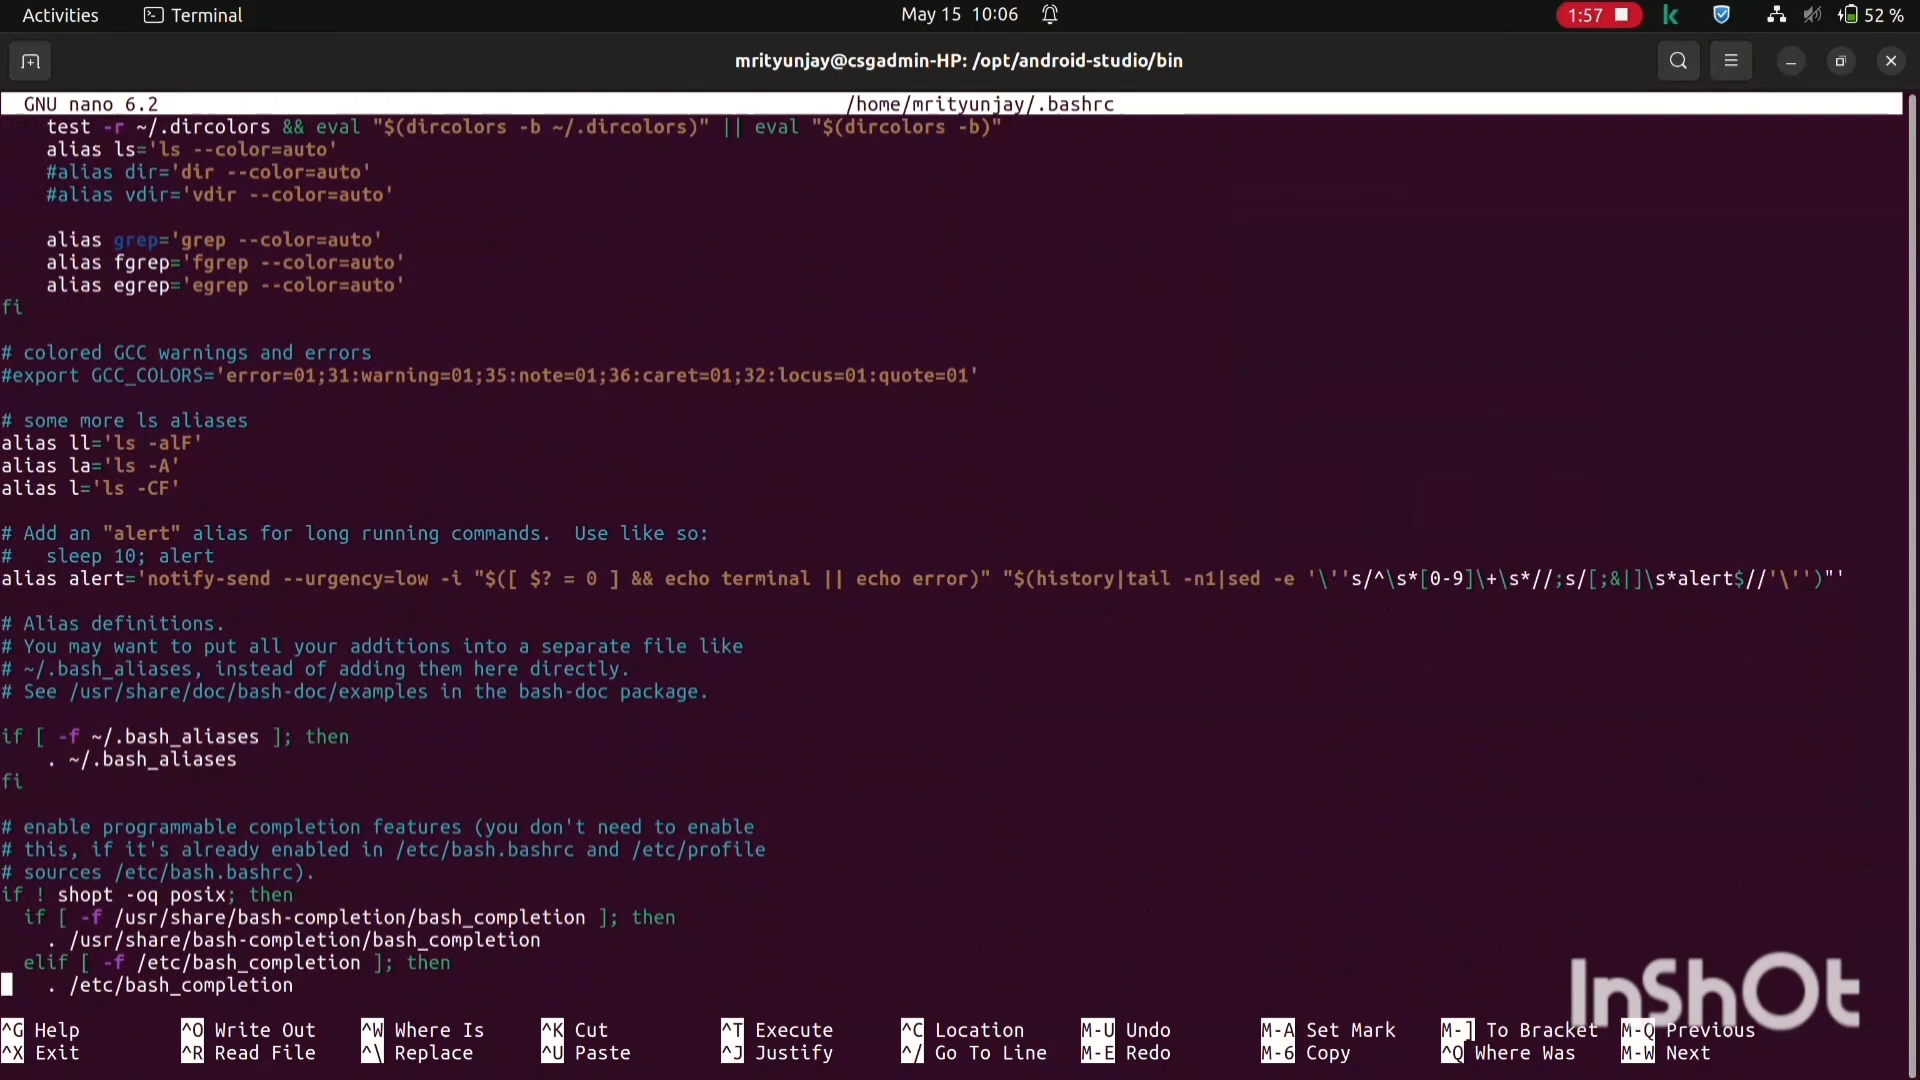 Activities Terminal May 15 10:06 1:57 52 %
mrityunjay@csgadmin-HP: /opt/android-studio/bin
GNU nano 6.2 /home/mrityunjay/.bashrc
    test -r ~/.dircolors && eval "$(dircolors -b ~/.dircolors)" || eval "$(dircolors -b)"
    alias ls='ls --color=auto'
    #alias dir='dir --color=auto'
    #alias vdir='vdir --color=auto'
    alias grep='grep --color=auto'
    alias fgrep='fgrep --color=auto'
    alias egrep='egrep --color=auto'
fi
# colored GCC warnings and errors
#export GCC_COLORS='error=01;31:warning=01;35:note=01;36:caret=01;32:locus=01:quote=01'
# some more ls aliases
alias ll='ls -alF'
alias la='ls -A'
alias l='ls -CF'
# Add an "alert" alias for long running commands.  Use like so:
#   sleep 10; alert
alias alert='notify-send --urgency=low -i "$([ $? = 0 ] && echo terminal || echo error)" "$(history|tail -n1|sed -e '\''s/^\s*[0-9]\+\s*//;s/[;&|]\s*alert$//'\'')"'
# Alias definitions.
# You may want to put all your additions into a separate file like
# ~/.bash_aliases, instead of adding them here directly.
# See /usr/share/doc/bash-doc/examples in the bash-doc package.
if [ -f ~/.bash_aliases ]; then
    . ~/.bash_aliases
fi
# enable programmable completion features (you don't need to enable
# this, if it's already enabled in /etc/bash.bashrc and /etc/profile
# sources /etc/bash.bashrc).
if ! shopt -oq posix; then
  if [ -f /usr/share/bash-completion/bash_completion ]; then
    . /usr/share/bash-completion/bash_completion
  elif [ -f /etc/bash_completion ]; then
    . /etc/bash_completion
InShOt
^G Help ^O Write Out ^W Where Is ^K Cut ^T Execute ^C Location M-U Undo M-A Set Mark M-] To Bracket M-Q Previous
^X Exit ^R Read File ^\ Replace ^U Paste ^J Justify ^/ Go To Line M-E Redo M-6 Copy ^Q Where Was M-W Next